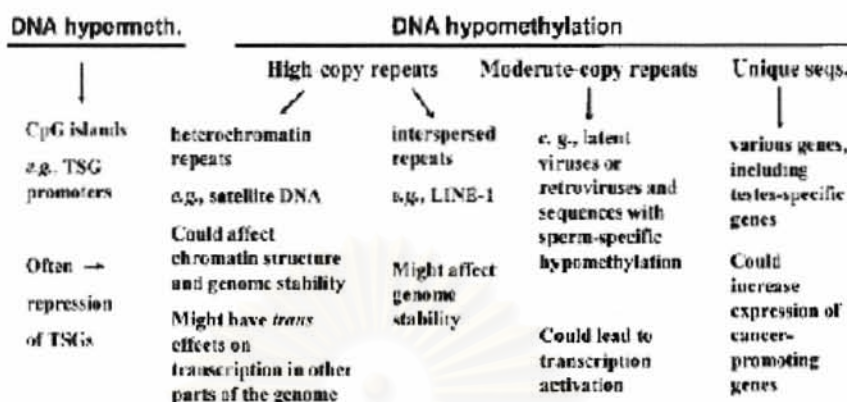 DNA hypermeth.
DNA hypomethylation
High-copy repeats
Moderate-copy repeats
Unique seqs.
CpG islands
e.g., TSG
promoters
Often →
repression
of TSGs
heterochromatin
repeats
e.g., satellite DNA
Could affect
chromatin structure
and genome stability
Might have trans
effects on
transcription in other
parts of the genome
interspersed
repeats
e.g., LINE-1
Might affect
genome
stability
e. g., latent
viruses or
retroviruses and
sequences with
sperm-specific
hypomethylation
Could lead to
transcription
activation
various genes,
including
testes-specific
genes
Could
increase
expression of
cancer-
promoting
genes